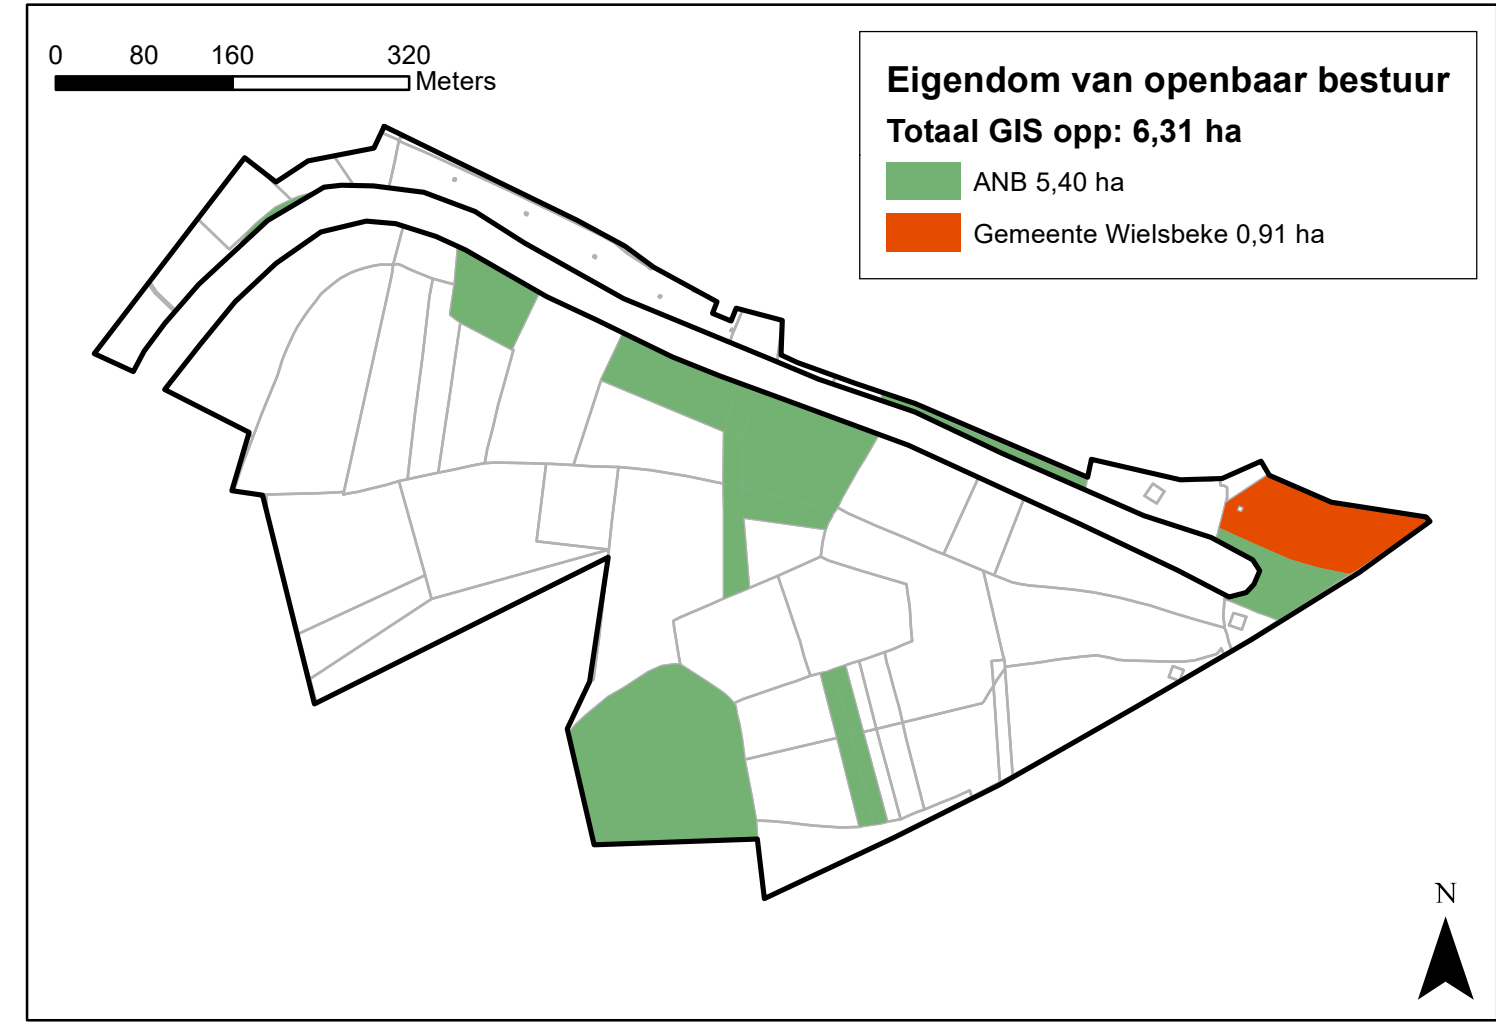 0 80 160 320
Meters
Eigendom van openbaar bestuur
Totaal GIS opp: 6,31 ha
ANB 5,40 ha
Gemeente Wielsbeke 0,91 ha
N